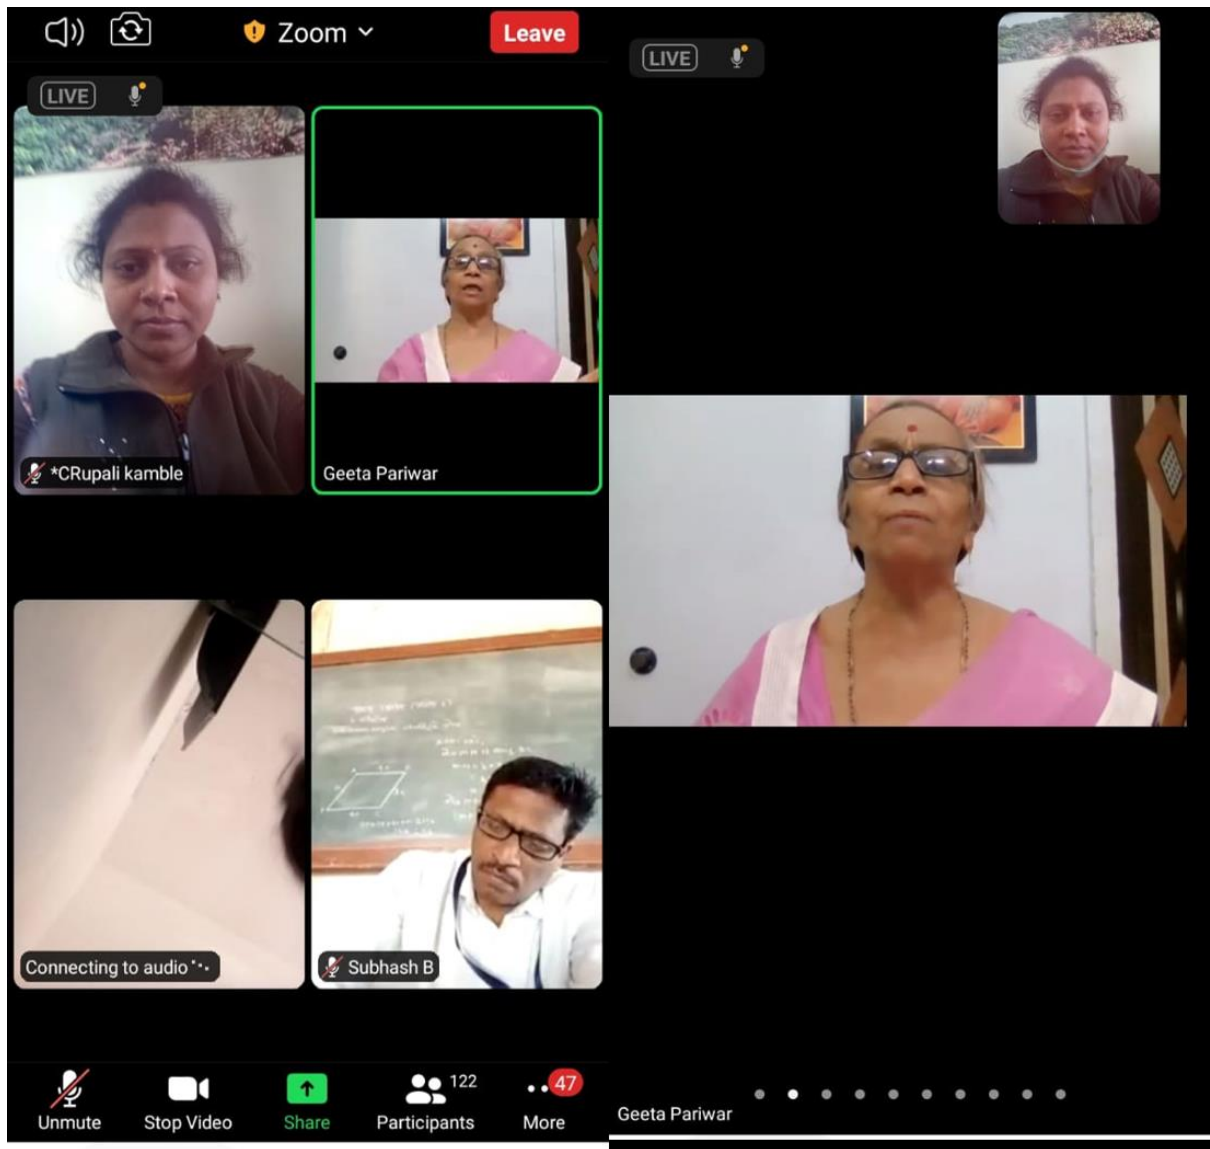 Zoom
Leave
LIVE
*CRupali kamble
Geeta Pariwar
Connecting to audio
Subhash B
Unmute
Stop Video
Share
Participants
122
More
47
LIVE
Geeta Pariwar